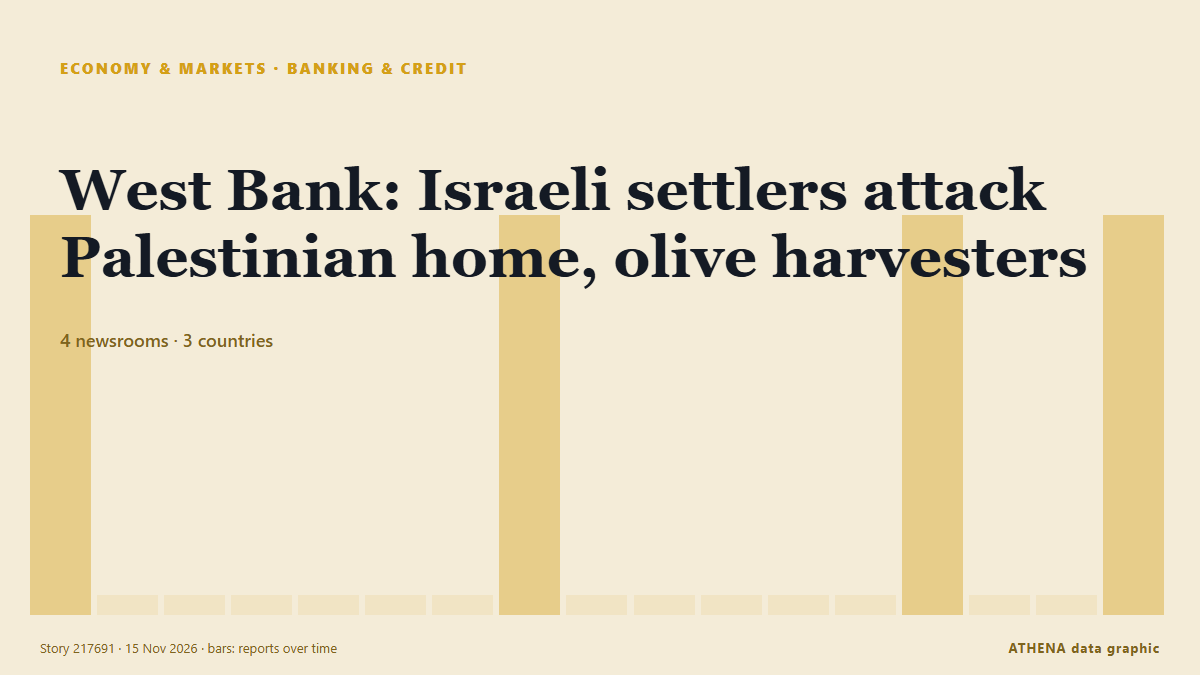 ECONOMY & MARKETS · BANKING & CREDIT
West Bank: Israeli settlers attack
Palestinian home, olive harvesters
4 newsrooms · 3 countries
Story 217691 · 15 Nov 2026 · bars: reports over time
ATHENA data graphic